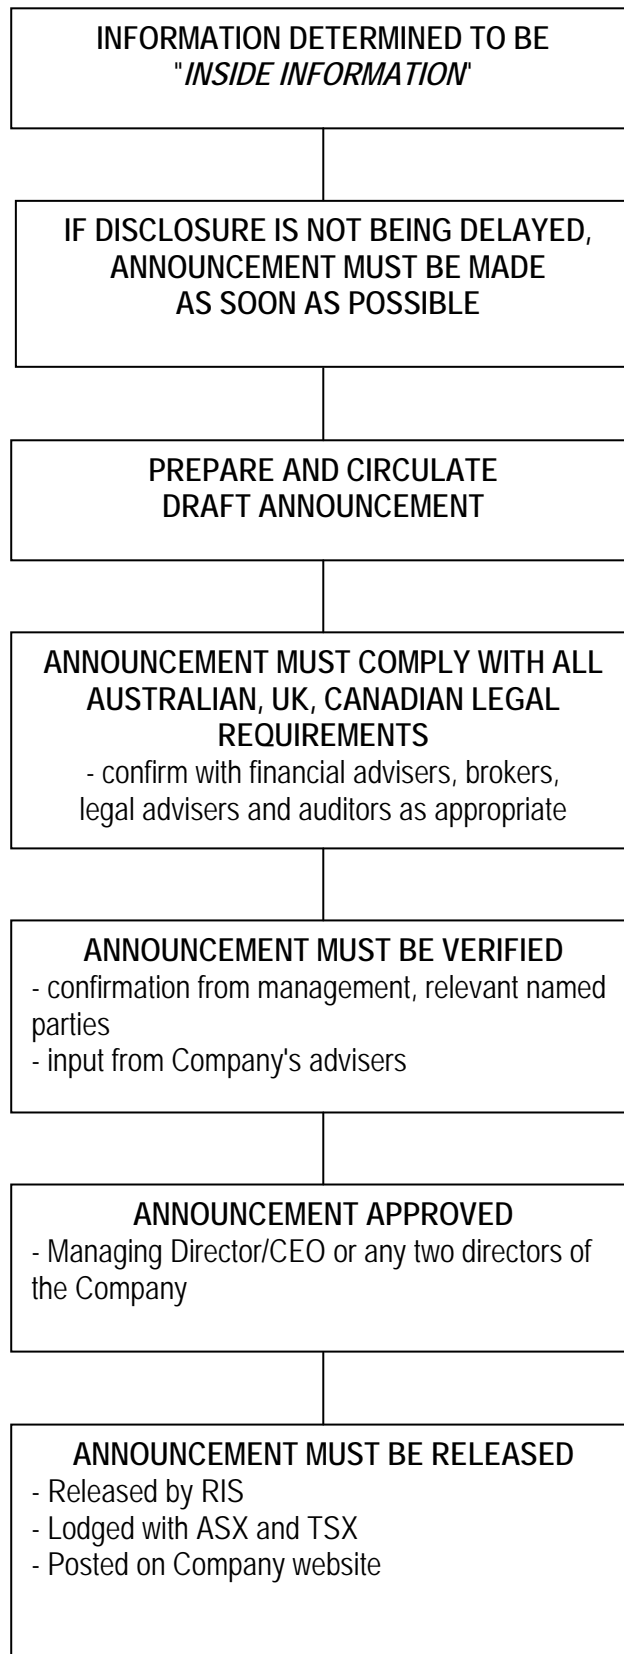 INFORMATION DETERMINED TO BE
"INSIDE INFORMATION"
IF DISCLOSURE IS NOT BEING DELAYED,
ANNOUNCEMENT MUST BE MADE
AS SOON AS POSSIBLE
PREPARE AND CIRCULATE
DRAFT ANNOUNCEMENT
ANNOUNCEMENT MUST COMPLY WITH ALL
AUSTRALIAN, UK, CANADIAN LEGAL
REQUIREMENTS
- confirm with financial advisers, brokers,
legal advisers and auditors as appropriate
ANNOUNCEMENT MUST BE VERIFIED
- confirmation from management, relevant named
parties
- input from Company's advisers
ANNOUNCEMENT APPROVED
- Managing Director/CEO or any two directors of
the Company
ANNOUNCEMENT MUST BE RELEASED
- Released by RIS
- Lodged with ASX and TSX
- Posted on Company website